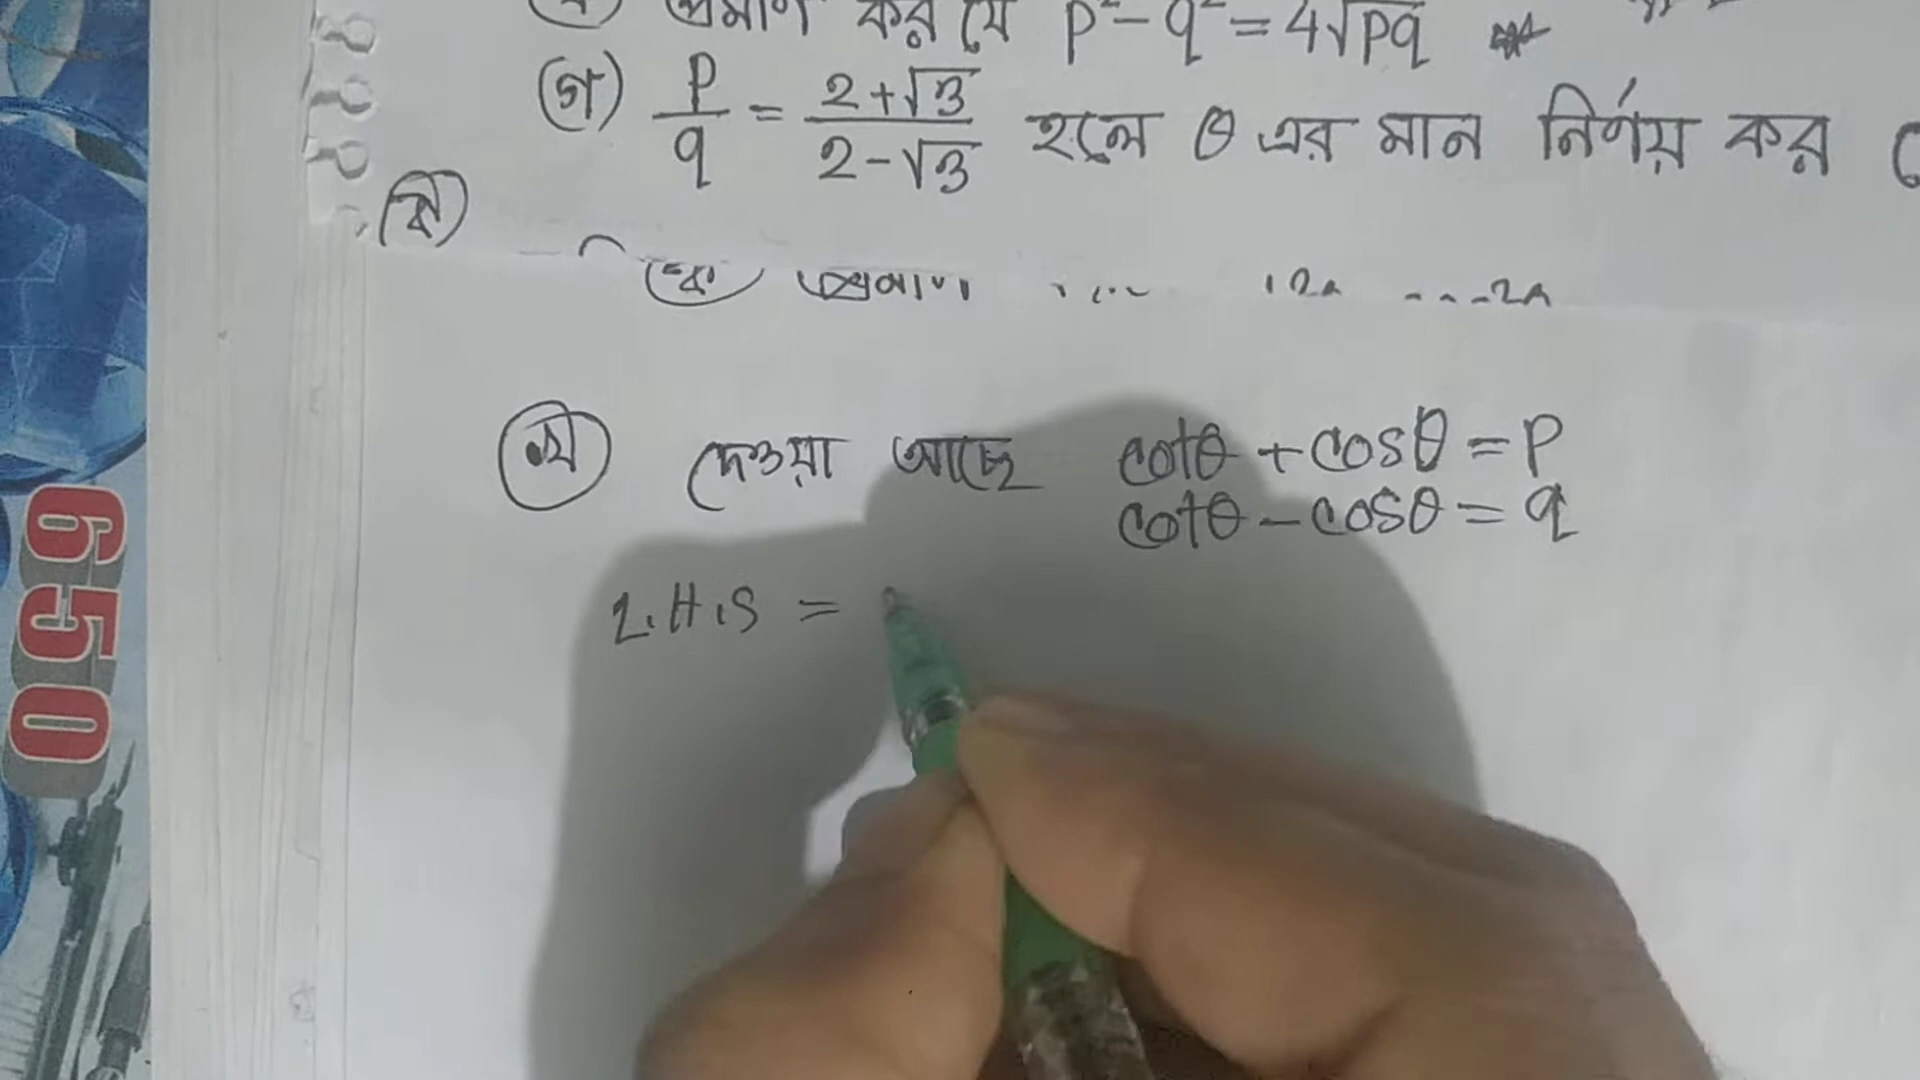 প্রমাণ কর যে p² - q² = 4√pq
(গ) p/q = (2+√3)/(2-√3) হলে θ এর মান নির্ণয় কর
(খ) দেওয়া আছে cotθ + cosθ = p
cotθ - cosθ = q
L.H.S =
650